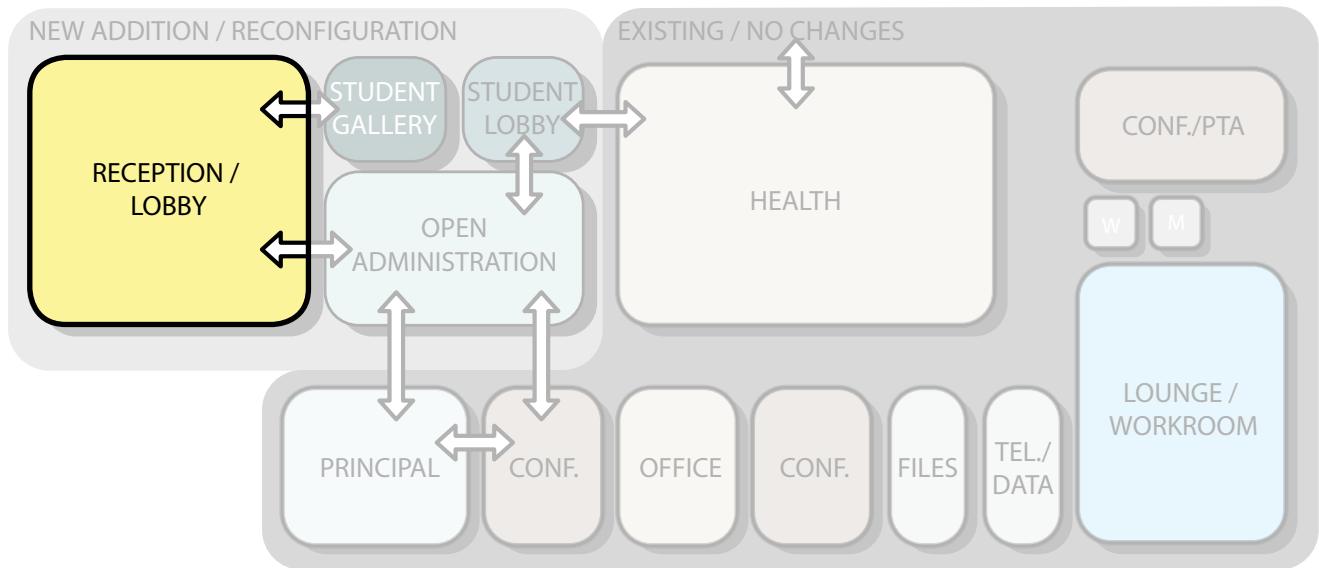 NEW ADDITION / RECONFIGURATION
EXISTING / NO CHANGES
RECEPTION /
LOBBY
STUDENT
GALLERY
STUDENT
LOBBY
OPEN
ADMINISTRATION
HEALTH
CONF./PTA
W
M
LOUNGE /
WORKROOM
PRINCIPAL
CONF.
OFFICE
CONF.
FILES
TEL./
DATA